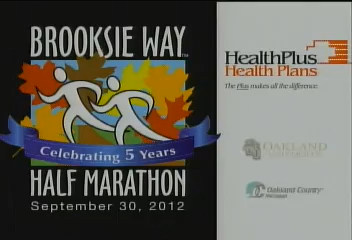 BROOKSIE WAY™
Celebrating 5 Years
HALF MARATHON
September 30, 2012
HealthPlus
Health Plans
The Plus makes all the difference.
OAKLAND
Oakland County
Michigan